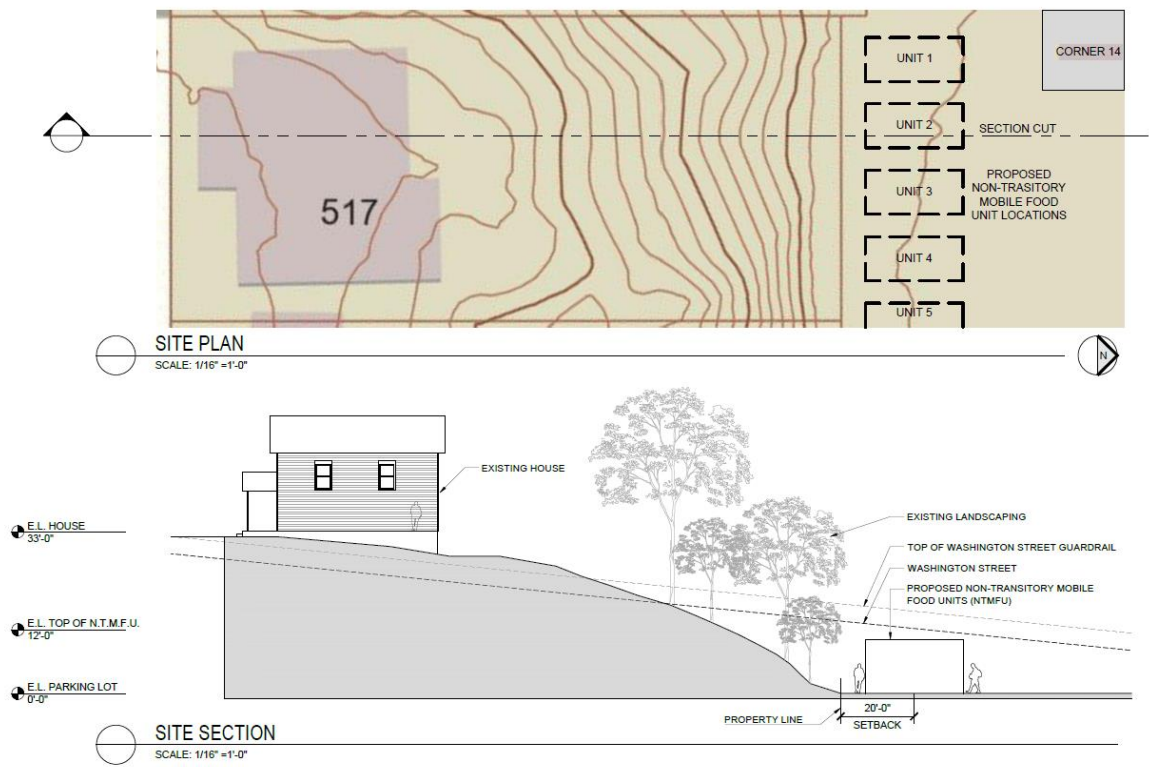 UNIT 1
CORNER 14
UNIT 2
SECTION CUT
UNIT 3
PROPOSED
NON-TRASITORY
MOBILE FOOD
UNIT LOCATIONS
517
UNIT 4
UNIT 5
SITE PLAN
SCALE: 1/16" =1'-0"
N
EXISTING HOUSE
EXISTING LANDSCAPING
E.L. HOUSE
33'-0"
TOP OF WASHINGTON STREET GUARDRAIL
WASHINGTON STREET
PROPOSED NON-TRANSITORY MOBILE
FOOD UNITS (NTMFU)
E.L. TOP OF N.T.M.F.U.
12'-0"
E.L. PARKING LOT
0'-0"
20'-0"
PROPERTY LINE
SETBACK
SITE SECTION
SCALE: 1/16" =1'-0"